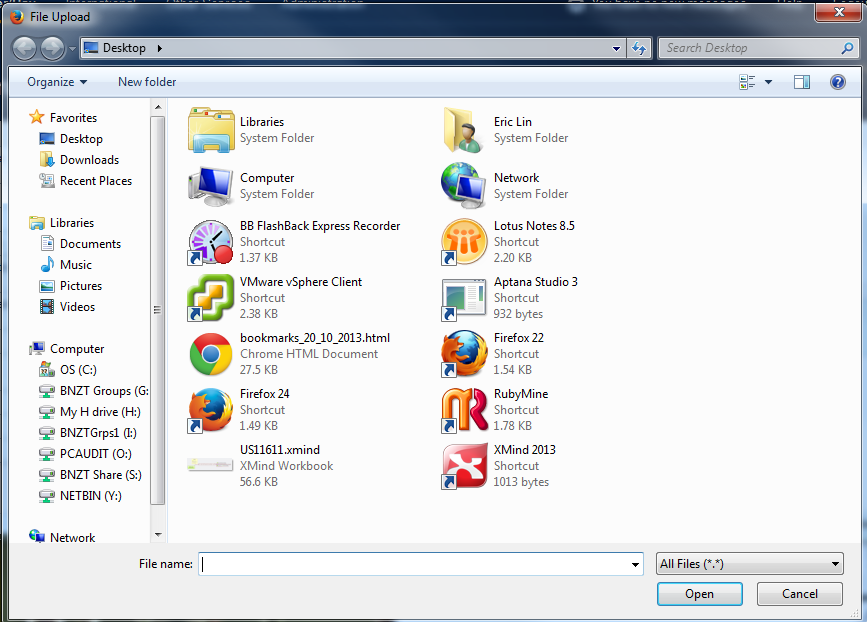 File Upload
Desktop
Search Desktop
Organize
New folder
Favorites
Desktop
Downloads
Recent Places
Libraries
Documents
Music
Pictures
Videos
Computer
OS (C:)
BNZT Groups (G:
My H drive (H:)
BNZTGrps1 (I:)
PCAUDIT (O:)
BNZT Share (S:)
NETBIN (Y:)
Network
Libraries
System Folder
Eric Lin
System Folder
Computer
System Folder
Network
System Folder
BB FlashBack Express Recorder
Shortcut
1.37 KB
Lotus Notes 8.5
Shortcut
2.20 KB
VMware vSphere Client
Shortcut
2.38 KB
Aptana Studio 3
Shortcut
932 bytes
bookmarks_20_10_2013.html
Chrome HTML Document
27.5 KB
Firefox 22
Shortcut
1.54 KB
Firefox 24
Shortcut
1.49 KB
RubyMine
Shortcut
1.78 KB
US11611.xmind
XMind Workbook
56.6 KB
XMind 2013
Shortcut
1013 bytes
File name:
All Files (*.*)
Open
Cancel